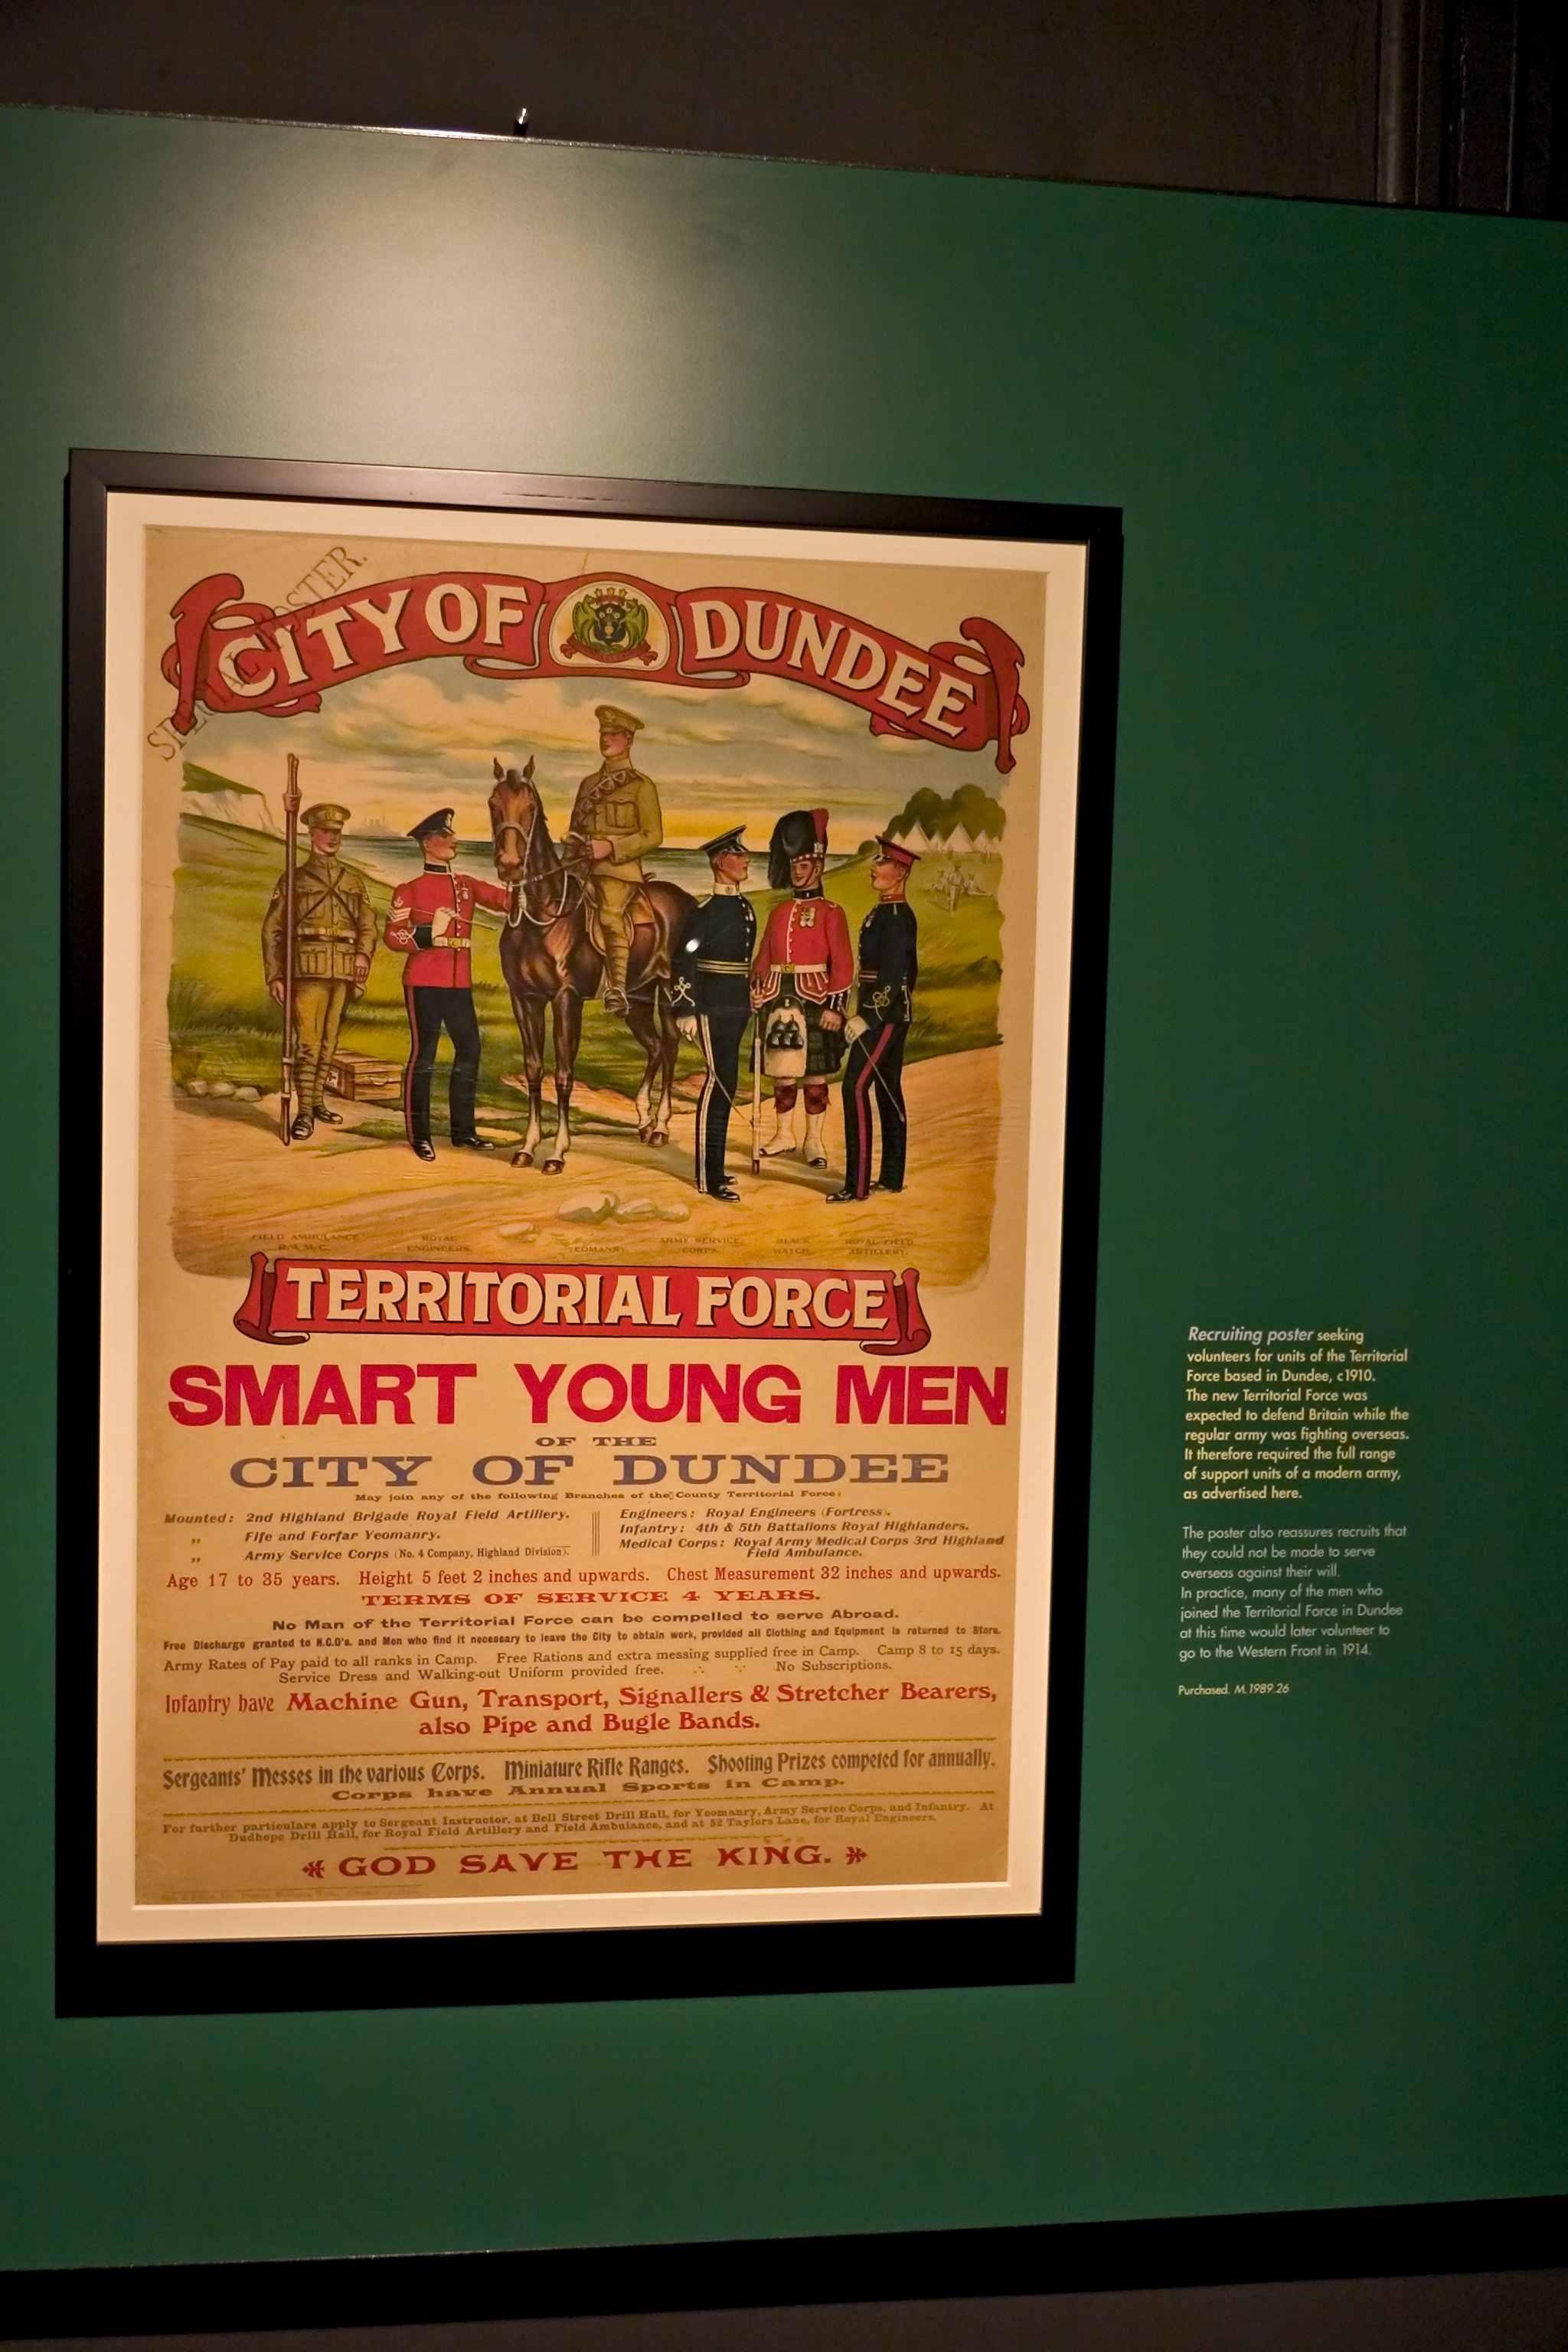 SPECIAL POSTER.
CITY OF DUNDEE
FIELD AMBULANCE R.A.M.C.
ROYAL ENGINEERS.
YEOMANRY.
ARMY SERVICE CORPS.
BLACK WATCH.
ROYAL FIELD ARTILLERY.
TERRITORIAL FORCE
SMART YOUNG MEN
OF THE
CITY OF DUNDEE
May join any of the following Branches of the County Territorial Force:
Mounted: 2nd Highland Brigade Royal Field Artillery.
„ Fife and Forfar Yeomanry.
„ Army Service Corps (No. 4 Company, Highland Division).
Engineers: Royal Engineers (Fortress).
Infantry: 4th & 5th Battalions Royal Highlanders.
Medical Corps: Royal Army Medical Corps 3rd Highland
Field Ambulance.
Age 17 to 35 years. Height 5 feet 2 inches and upwards. Chest Measurement 32 inches and upwards.
TERMS OF SERVICE 4 YEARS.
No Man of the Territorial Force can be compelled to serve Abroad.
Free Discharge granted to N.C.O's. and Men who find it necessary to leave the City to obtain work, provided all Clothing and Equipment is returned to Store.
Army Rates of Pay paid to all ranks in Camp. Free Rations and extra messing supplied free in Camp. Camp 8 to 15 days.
Service Dress and Walking-out Uniform provided free. ∴ ∵ No Subscriptions.
Infantry have Machine Gun, Transport, Signallers & Stretcher Bearers,
also Pipe and Bugle Bands.
Sergeants' Messes in the various Corps. Miniature Rifle Ranges. Shooting Prizes competed for annually.
Corps have Annual Sports in Camp.
For further particulars apply to Sergeant Instructor, at Bell Street Drill Hall, for Yeomanry, Army Service Corps, and Infantry. At
Dudhope Drill Hall, for Royal Field Artillery and Field Ambulance, and at 52 Taylors Lane, for Royal Engineers.
GOD SAVE THE KING.
Recruiting poster seeking
volunteers for units of the Territorial
Force based in Dundee, c1910.
The new Territorial Force was
expected to defend Britain while the
regular army was fighting overseas.
It therefore required the full range
of support units of a modern army,
as advertised here.
The poster also reassures recruits that
they could not be made to serve
overseas against their will.
In practice, many of the men who
joined the Territorial Force in Dundee
at this time would later volunteer to
go to the Western Front in 1914.
Purchased. M.1989.26